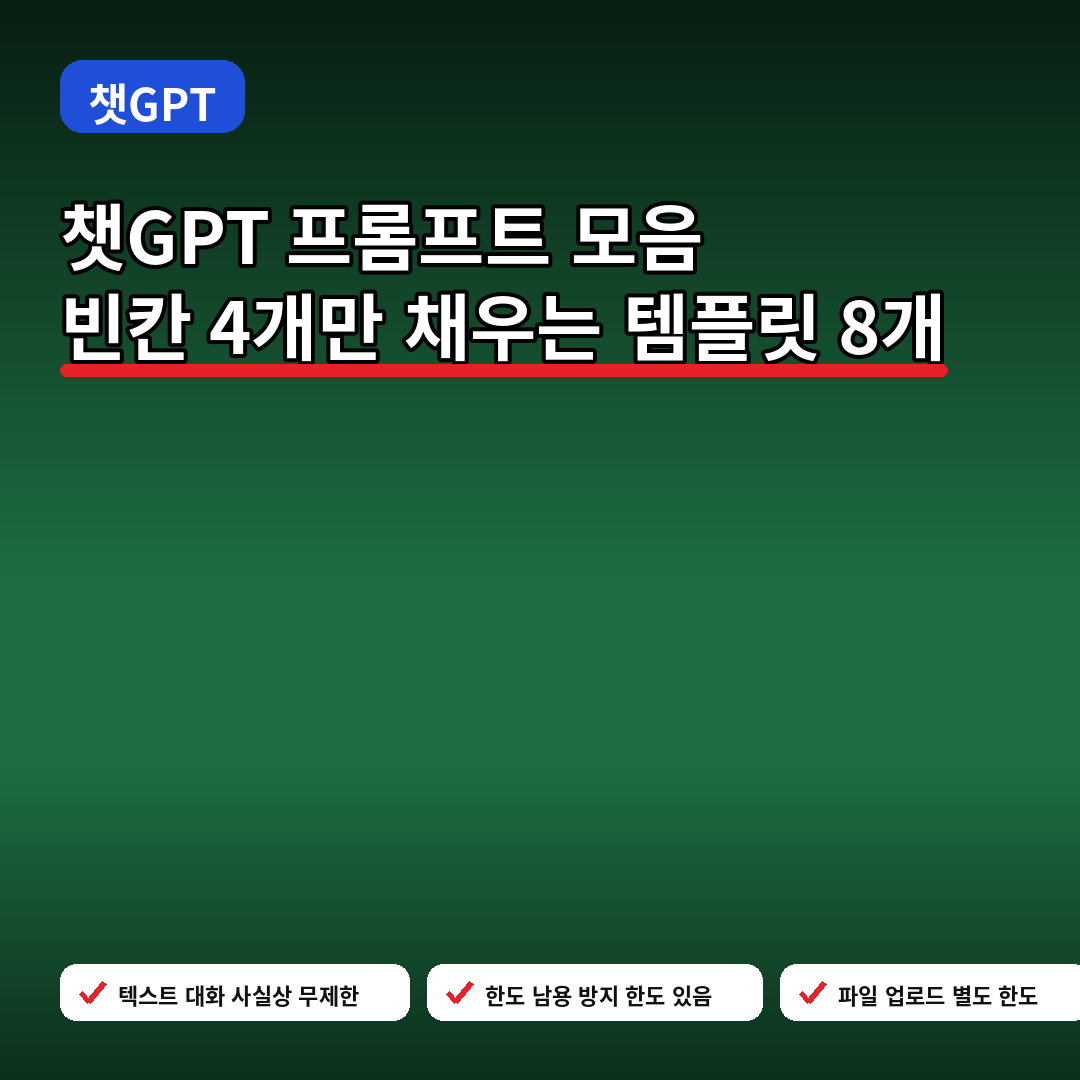 챗GPT
챗GPT 프롬프트 모음
빈칸 4개만 채우는 템플릿 8개
텍스트 대화 사실상 무제한
한도 남용 방지 한도 있음
파일 업로드 별도 한도